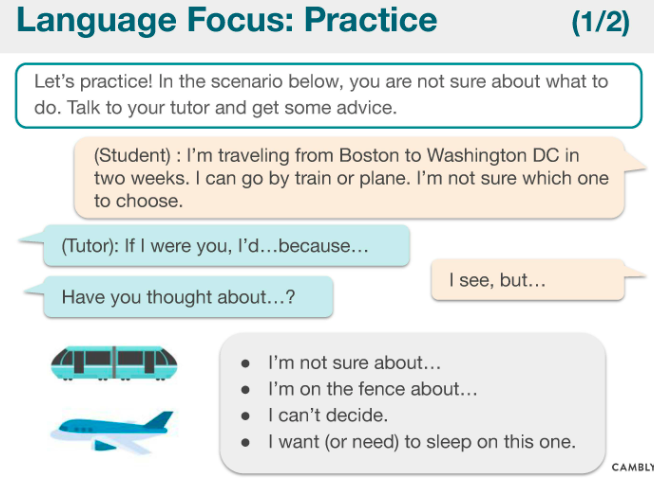 Language Focus: Practice (1/2)
Let's practice! In the scenario below, you are not sure about what to
do. Talk to your tutor and get some advice.
(Student) : I'm traveling from Boston to Washington DC in
two weeks. I can go by train or plane. I'm not sure which one
to choose.
(Tutor): If I were you, I'd…because…
I see, but…
Have you thought about…?
● I'm not sure about…
● I'm on the fence about…
● I can't decide.
● I want (or need) to sleep on this one.
CAMBLY